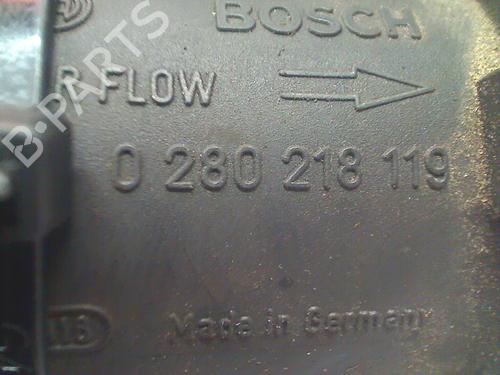 BOSCH
R FLOW
0 280 218 119
Made in Germany
B-PARTS